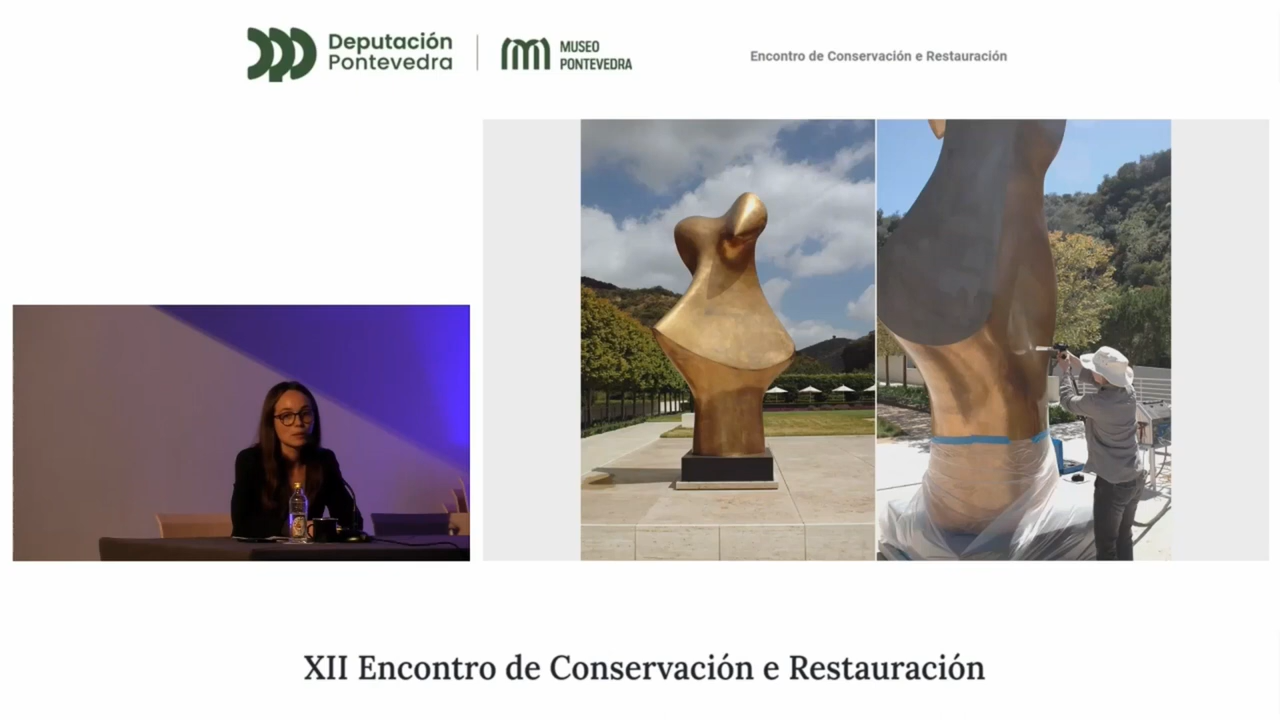 Deputación
Pontevedra
MUSEO
PONTEVEDRA
Encontro de Conservación e Restauración
XII Encontro de Conservación e Restauración